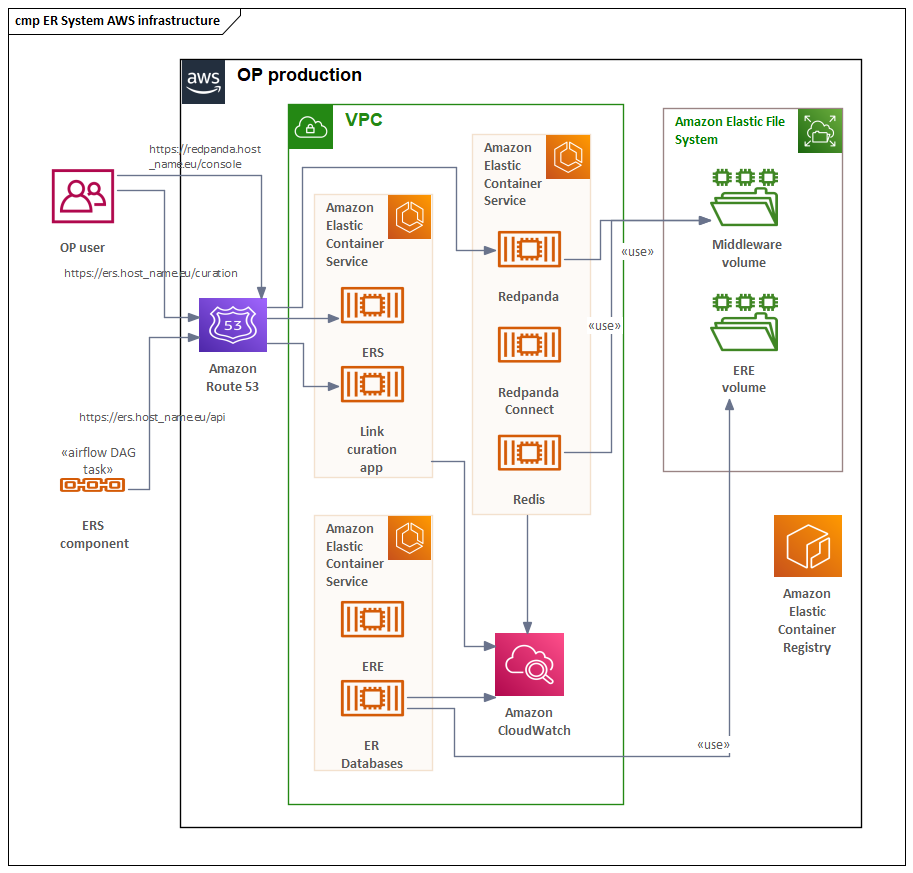 cmp ER System AWS infrastructure
aws
OP production
VPC
Amazon Elastic File
System
https://redpanda.host
_name.eu/console
OP user
https://ers.host_name.eu/curation
53
Amazon
Route 53
https://ers.host_name.eu/api
«airflow DAG
task»
ERS
component
Amazon
Elastic
Container
Service
ERS
Link
curation
app
Amazon
Elastic
Container
Service
Redpanda
Redpanda
Connect
Redis
«use»
«use»
Middleware
volume
ERE
volume
Amazon
Elastic
Container
Service
ERE
ER
Databases
Amazon
CloudWatch
«use»
Amazon
Elastic
Container
Registry